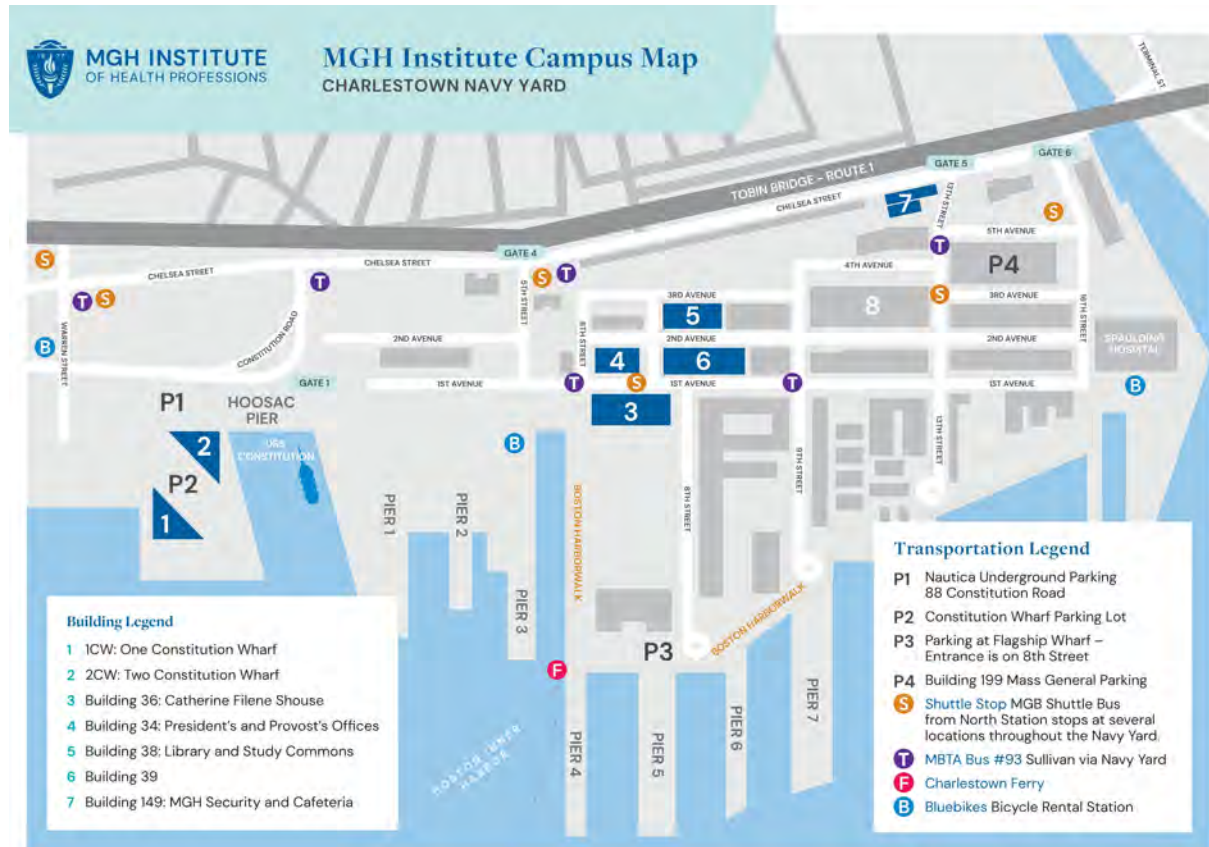 MGH INSTITUTE
OF HEALTH PROFESSIONS
MGH Institute Campus Map
CHARLESTOWN NAVY YARD
TERMINAL ST.
GATE 6
GATE 5
TOBIN BRIDGE – ROUTE 1
CHELSEA STREET
7
13TH STREET
S
5TH AVENUE
T
GATE 4
S
CHELSEA STREET
CHELSEA STREET
T
S
T
4TH AVENUE
P4
T
S
5TH STREET
3RD AVENUE
8
S
3RD AVENUE
16TH STREET
WARREN STREET
CONSTITUTION ROAD
5
B
2ND AVENUE
6TH STREET
2ND AVENUE
2ND AVENUE
SPAULDING
HOSPITAL
4
6
GATE 1
1ST AVENUE
T
S
1ST AVENUE
T
1ST AVENUE
B
P1
HOOSAC
PIER
3
2
USS
CONSTITUTION
B
P2
1
BOSTON HARBORWALK
8TH STREET
9TH STREET
13TH STREET
PIER 1
PIER 2
PIER 3
P3
BOSTON HARBORWALK
F
PIER 4
PIER 5
PIER 6
PIER 7
BOSTON INNER
HARBOR
Building Legend
1 1CW: One Constitution Wharf
2 2CW: Two Constitution Wharf
3 Building 36: Catherine Filene Shouse
4 Building 34: President's and Provost's Offices
5 Building 38: Library and Study Commons
6 Building 39
7 Building 149: MGH Security and Cafeteria
Transportation Legend
P1 Nautica Underground Parking
88 Constitution Road
P2 Constitution Wharf Parking Lot
P3 Parking at Flagship Wharf –
Entrance is on 8th Street
P4 Building 199 Mass General Parking
S Shuttle Stop MGB Shuttle Bus
from North Station stops at several
locations throughout the Navy Yard.
T MBTA Bus #93 Sullivan via Navy Yard
F Charlestown Ferry
B Bluebikes Bicycle Rental Station